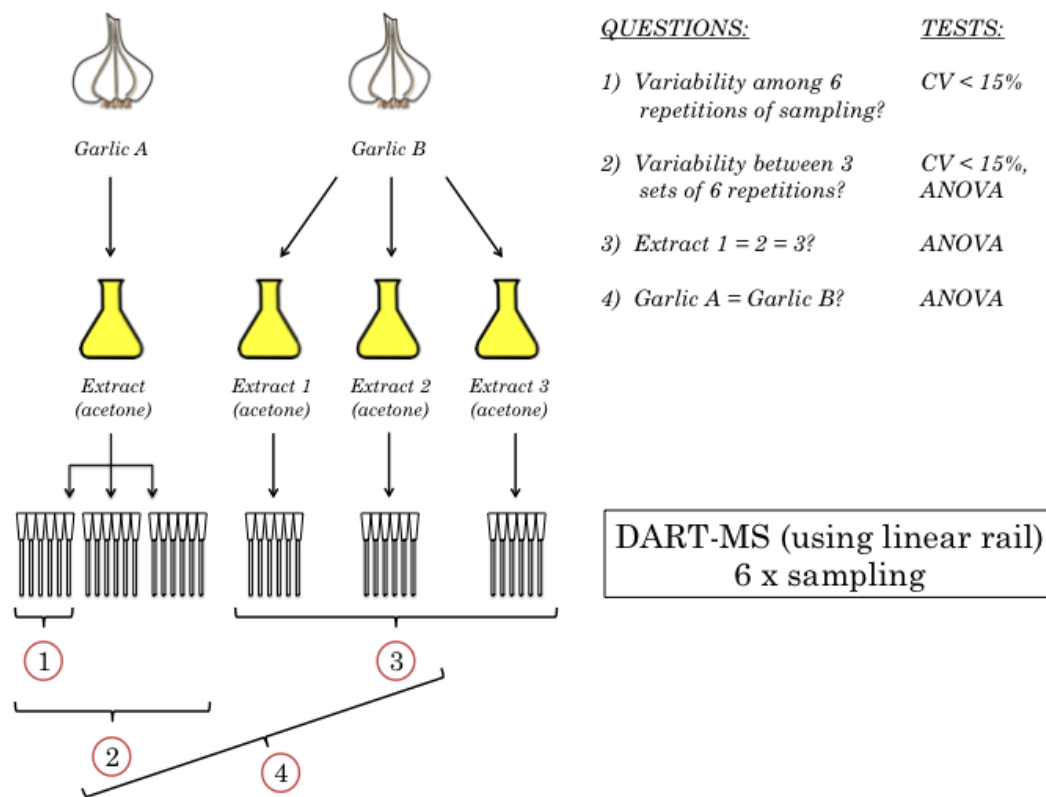 QUESTIONS: TESTS:
1) Variability among 6 CV < 15%
repetitions of sampling?
2) Variability between 3 CV < 15%,
sets of 6 repetitions? ANOVA
3) Extract 1 = 2 = 3? ANOVA
4) Garlic A = Garlic B? ANOVA
Garlic A Garlic B
Extract Extract 1 Extract 2 Extract 3
(acetone) (acetone) (acetone) (acetone)
DART-MS (using linear rail)
6 x sampling
1
3
2
4